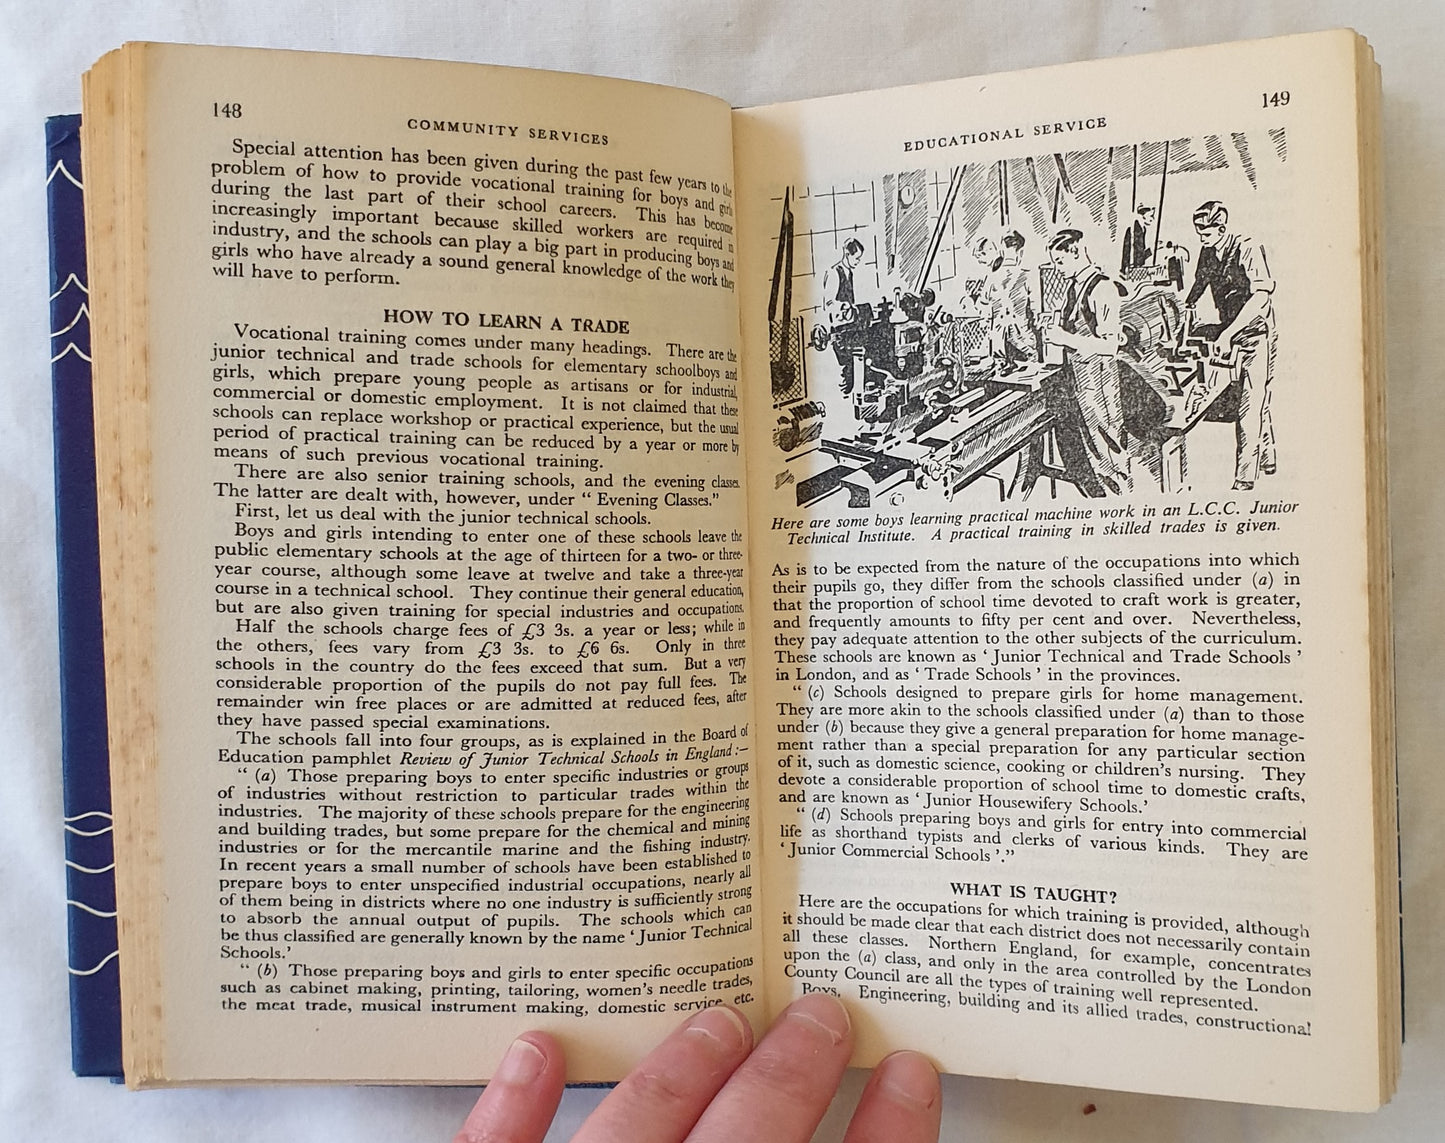 148
COMMUNITY SERVICES
Special attention has been given during the past few years to the
problem of how to provide vocational training for boys and girls
during the last part of their school careers. This has become
increasingly important because skilled workers are required in
industry, and the schools can play a big part in producing boys and
girls who have already a sound general knowledge of the work they
will have to perform.
HOW TO LEARN A TRADE
Vocational training comes under many headings. There are the
junior technical and trade schools for elementary schoolboys and
girls, which prepare young people as artisans or for industrial,
commercial or domestic employment. It is not claimed that these
schools can replace workshop or practical experience, but the usual
period of practical training can be reduced by a year or more by
means of such previous vocational training.
There are also senior training schools, and the evening classes.
The latter are dealt with, however, under “ Evening Classes.”
First, let us deal with the junior technical schools.
Boys and girls intending to enter one of these schools leave the
public elementary schools at the age of thirteen for a two- or three-
year course, although some leave at twelve and take a three-year
course in a technical school. They continue their general education,
but are also given training for special industries and occupations.
Half the schools charge fees of £3 3s. a year or less; while in
the others, fees vary from £3 3s. to £6 6s. Only in three
schools in the country do the fees exceed that sum. But a very
considerable proportion of the pupils do not pay full fees. The
remainder win free places or are admitted at reduced fees, after
they have passed special examinations.
The schools fall into four groups, as is explained in the Board of
Education pamphlet Review of Junior Technical Schools in England :—
“ (a) Those preparing boys to enter specific industries or groups
of industries without restriction to particular trades within the
industries. The majority of these schools prepare for the engineering
and building trades, but some prepare for the chemical and mining
industries or for the mercantile marine and the fishing industry.
In recent years a small number of schools have been established to
prepare boys to enter unspecified industrial occupations, nearly all
of them being in districts where no one industry is sufficiently strong
to absorb the annual output of pupils. The schools which can
be thus classified are generally known by the name ‘ Junior Technical
Schools.’
“ (b) Those preparing boys and girls to enter specific occupations
such as cabinet making, printing, tailoring, women’s needle trades,
the meat trade, musical instrument making, domestic service, etc.
149
EDUCATIONAL SERVICE
Here are some boys learning practical machine work in an L.C.C. Junior
Technical Institute. A practical training in skilled trades is given.
As is to be expected from the nature of the occupations into which
their pupils go, they differ from the schools classified under (a) in
that the proportion of school time devoted to craft work is greater,
and frequently amounts to fifty per cent and over. Nevertheless,
they pay adequate attention to the other subjects of the curriculum.
These schools are known as ‘ Junior Technical and Trade Schools ’
in London, and as ‘ Trade Schools ’ in the provinces.
“ (c) Schools designed to prepare girls for home management.
They are more akin to the schools classified under (a) than to those
under (b) because they give a general preparation for home manage-
ment rather than a special preparation for any particular section
of it, such as domestic science, cooking or children’s nursing. They
devote a considerable proportion of school time to domestic crafts,
and are known as ‘ Junior Housewifery Schools.’
“ (d) Schools preparing boys and girls for entry into commercial
life as shorthand typists and clerks of various kinds. They are
‘ Junior Commercial Schools ’.”
WHAT IS TAUGHT?
Here are the occupations for which training is provided, although
it should be made clear that each district does not necessarily contain
all these classes. Northern England, for example, concentrates
upon the (a) class, and only in the area controlled by the London
County Council are all the types of training well represented.
Boys. Engineering, building and its allied trades, constructional